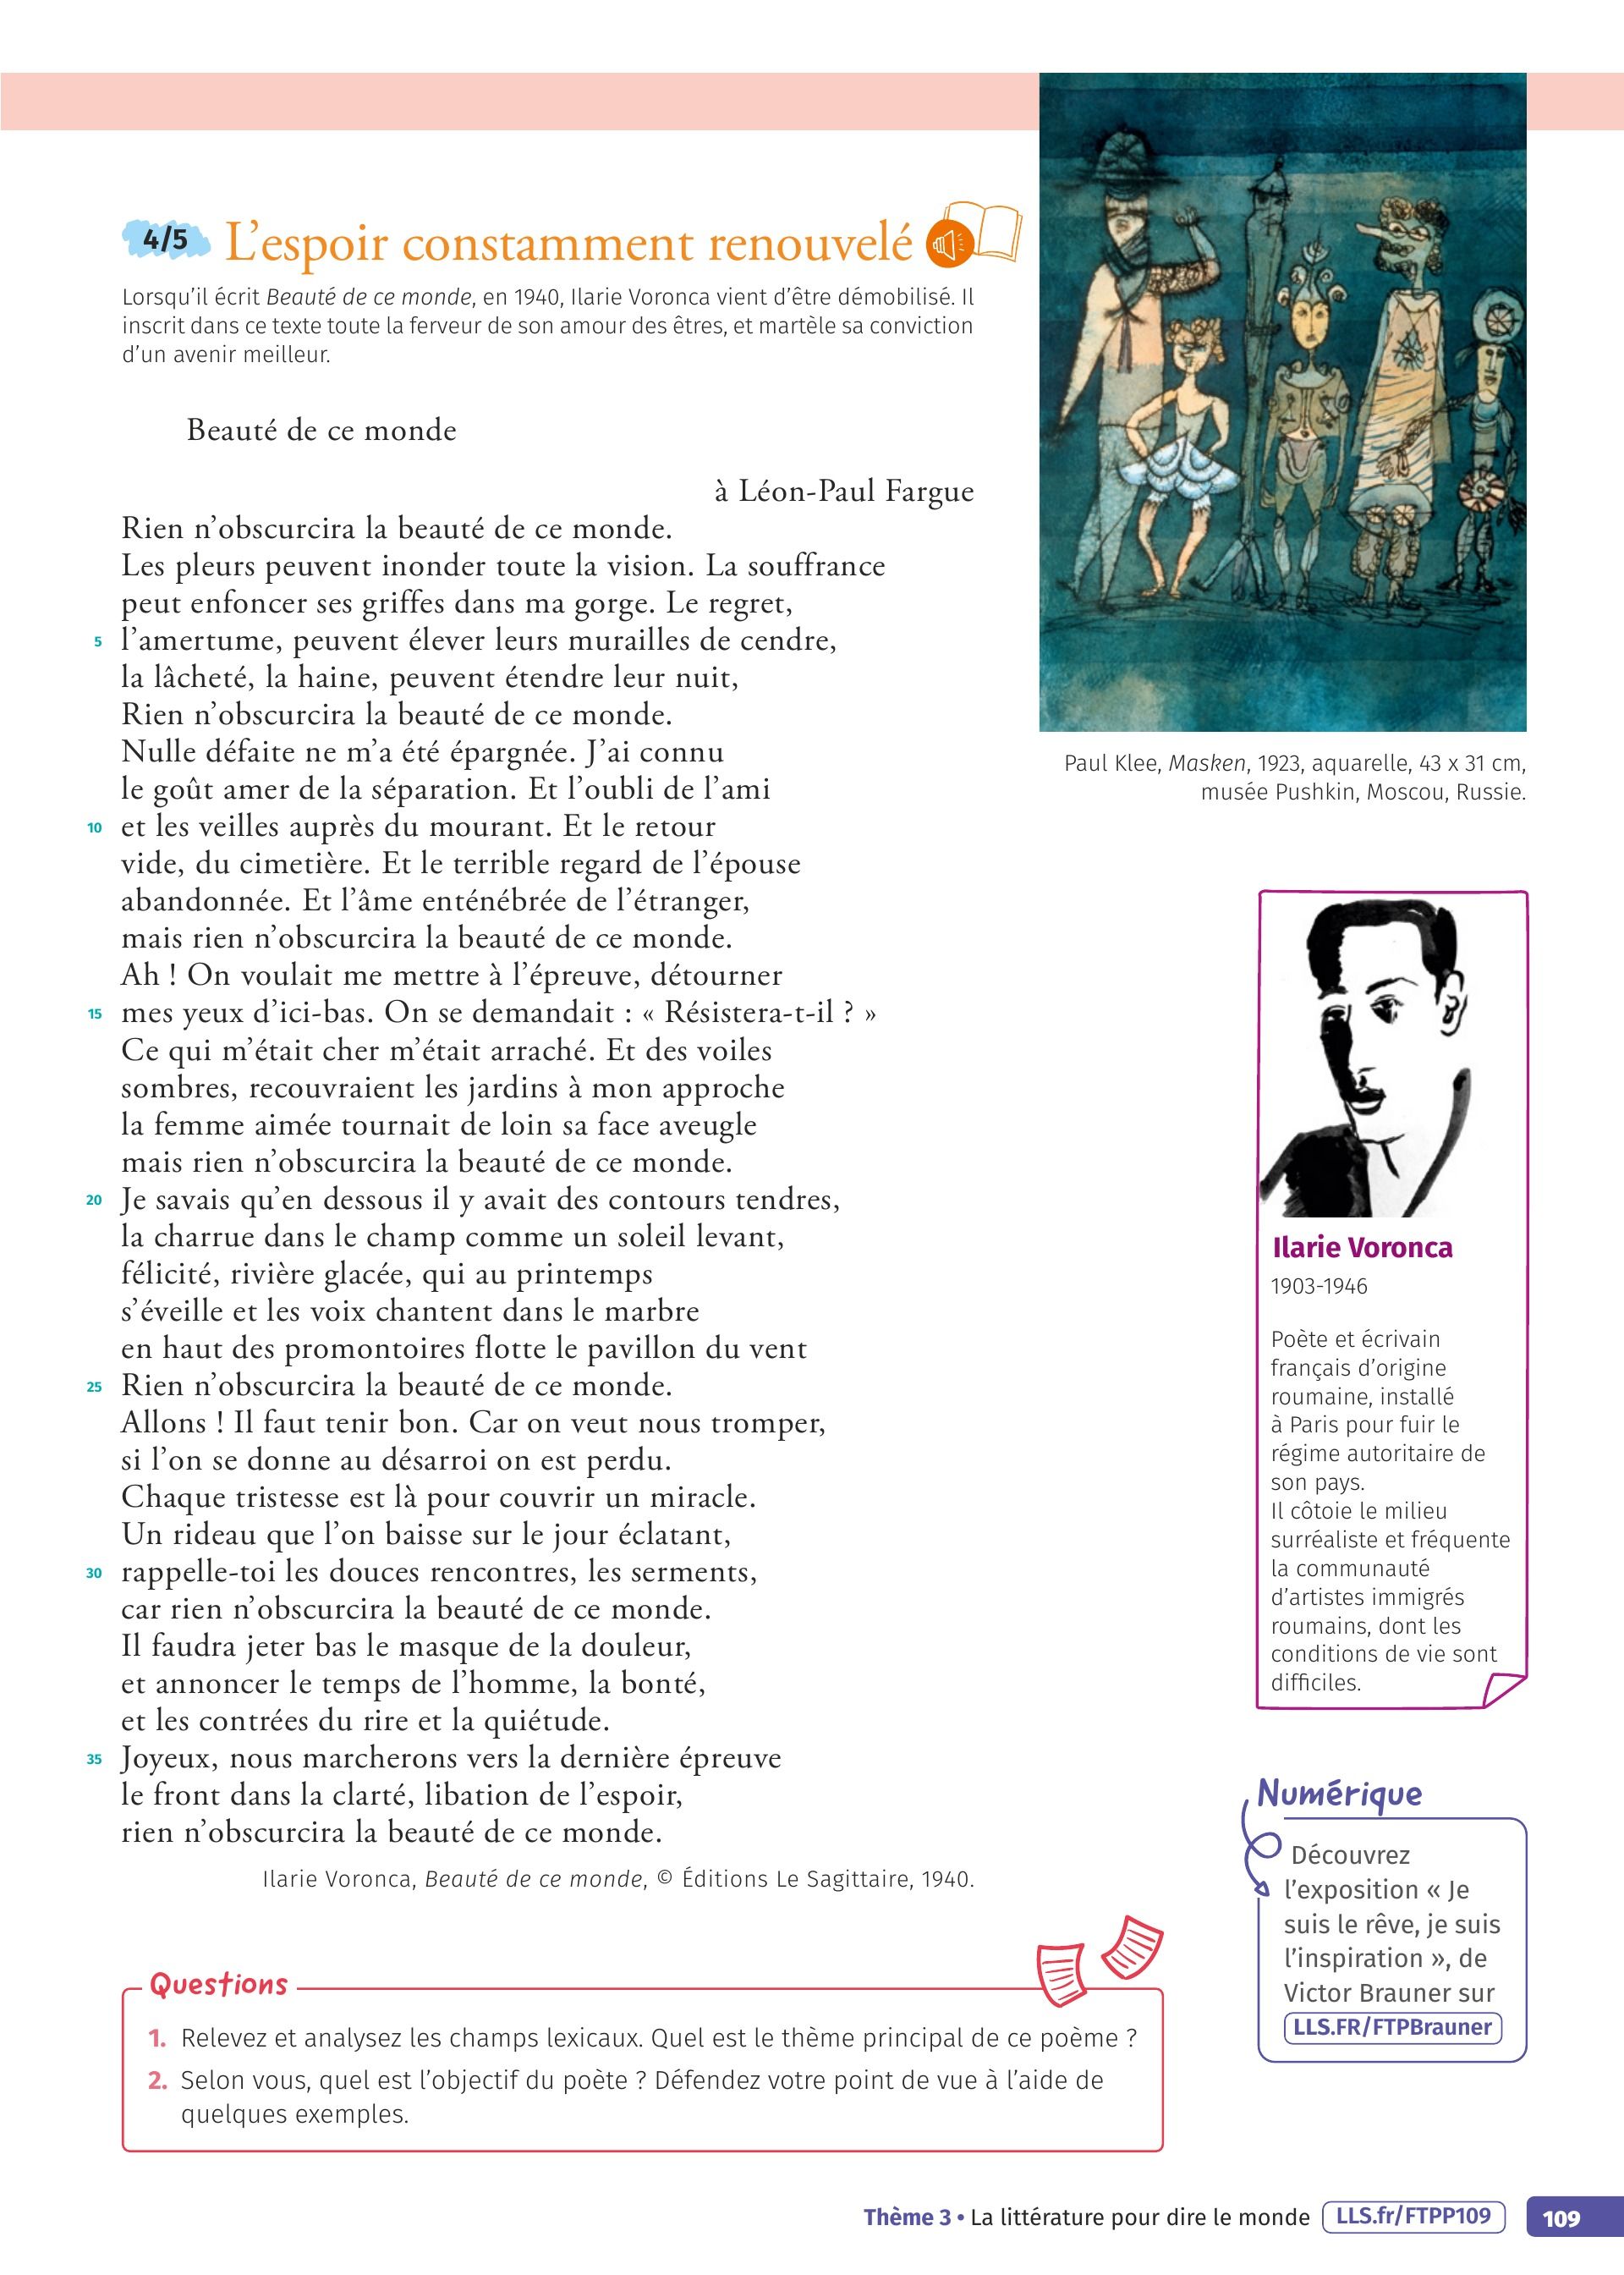 4/5 L’espoir constamment renouvelé
Lorsqu’il écrit Beauté de ce monde, en 1940, Ilarie Voronca vient d’être démobilisé. Il
inscrit dans ce texte toute la ferveur de son amour des êtres, et martèle sa conviction
d’un avenir meilleur.
Beauté de ce monde
à Léon-Paul Fargue
Rien n’obscurcira la beauté de ce monde.
Les pleurs peuvent inonder toute la vision. La souffrance
peut enfoncer ses griffes dans ma gorge. Le regret,
5 l’amertume, peuvent élever leurs murailles de cendre,
la lâcheté, la haine, peuvent étendre leur nuit,
Rien n’obscurcira la beauté de ce monde.
Nulle défaite ne m’a été épargnée. J’ai connu
le goût amer de la séparation. Et l’oubli de l’ami
10 et les veilles auprès du mourant. Et le retour
vide, du cimetière. Et le terrible regard de l’épouse
abandonnée. Et l’âme enténébrée de l’étranger,
mais rien n’obscurcira la beauté de ce monde.
Ah ! On voulait me mettre à l’épreuve, détourner
15 mes yeux d’ici-bas. On se demandait : « Résistera-t-il ? »
Ce qui m’était cher m’était arraché. Et des voiles
sombres, recouvraient les jardins à mon approche
la femme aimée tournait de loin sa face aveugle
mais rien n’obscurcira la beauté de ce monde.
20 Je savais qu’en dessous il y avait des contours tendres,
la charrue dans le champ comme un soleil levant,
félicité, rivière glacée, qui au printemps
s’éveille et les voix chantent dans le marbre
en haut des promontoires flotte le pavillon du vent
25 Rien n’obscurcira la beauté de ce monde.
Allons ! Il faut tenir bon. Car on veut nous tromper,
si l’on se donne au désarroi on est perdu.
Chaque tristesse est là pour couvrir un miracle.
Un rideau que l’on baisse sur le jour éclatant,
30 rappelle-toi les douces rencontres, les serments,
car rien n’obscurcira la beauté de ce monde.
Il faudra jeter bas le masque de la douleur,
et annoncer le temps de l’homme, la bonté,
et les contrées du rire et la quiétude.
35 Joyeux, nous marcherons vers la dernière épreuve
le front dans la clarté, libation de l’espoir,
rien n’obscurcira la beauté de ce monde.
Ilarie Voronca, Beauté de ce monde, © Éditions Le Sagittaire, 1940.
Paul Klee, Masken, 1923, aquarelle, 43 x 31 cm,
musée Pushkin, Moscou, Russie.
Ilarie Voronca
1903-1946
Poète et écrivain
français d’origine
roumaine, installé
à Paris pour fuir le
régime autoritaire de
son pays.
Il côtoie le milieu
surréaliste et fréquente
la communauté
d’artistes immigrés
roumains, dont les
conditions de vie sont
difficiles.
Numérique
Découvrez
l’exposition « Je
suis le rêve, je suis
l’inspiration », de
Victor Brauner sur
LLS.FR/FTPBrauner
Questions
1. Relevez et analysez les champs lexicaux. Quel est le thème principal de ce poème ?
2. Selon vous, quel est l’objectif du poète ? Défendez votre point de vue à l’aide de
quelques exemples.
Thème 3 • La littérature pour dire le monde LLS.fr/FTPP109 109